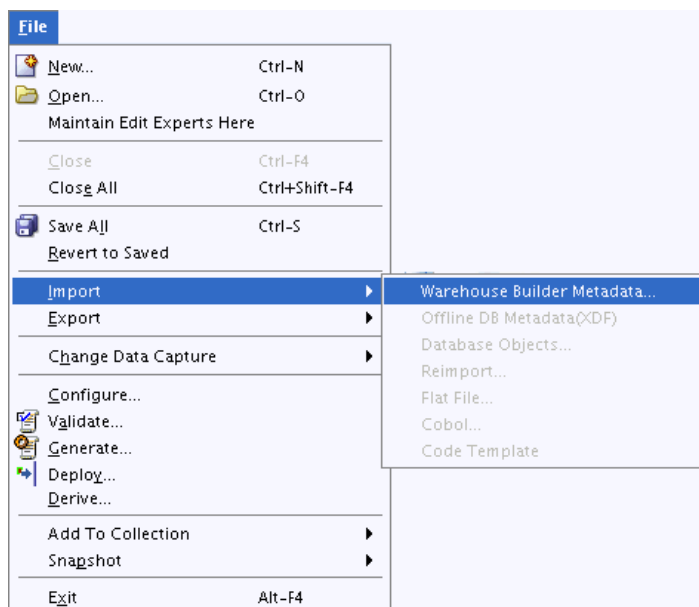 File
New... Ctrl-N
Open... Ctrl-O
Maintain Edit Experts Here
Close Ctrl-F4
Close All Ctrl+Shift-F4
Save All Ctrl-S
Revert to Saved
Import
Warehouse Builder Metadata...
Export
Offline DB Metadata(XDF)
Database Objects...
Change Data Capture
Reimport...
Configure...
Flat File...
Validate...
Cobol...
Generate...
Code Template
Deploy...
Derive...
Add To Collection
Snapshot
Exit Alt-F4